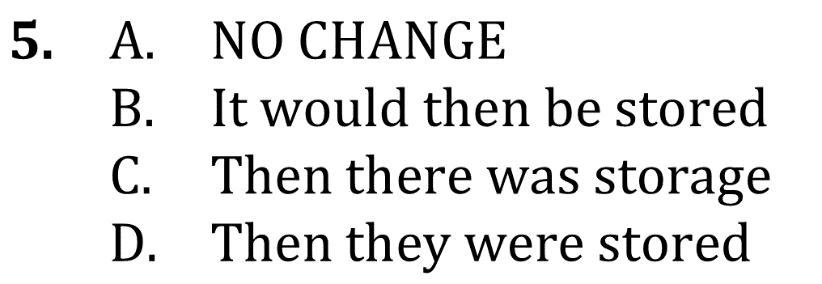 5. A. NO CHANGE
B. It would then be stored
C. Then there was storage
D. Then they were stored